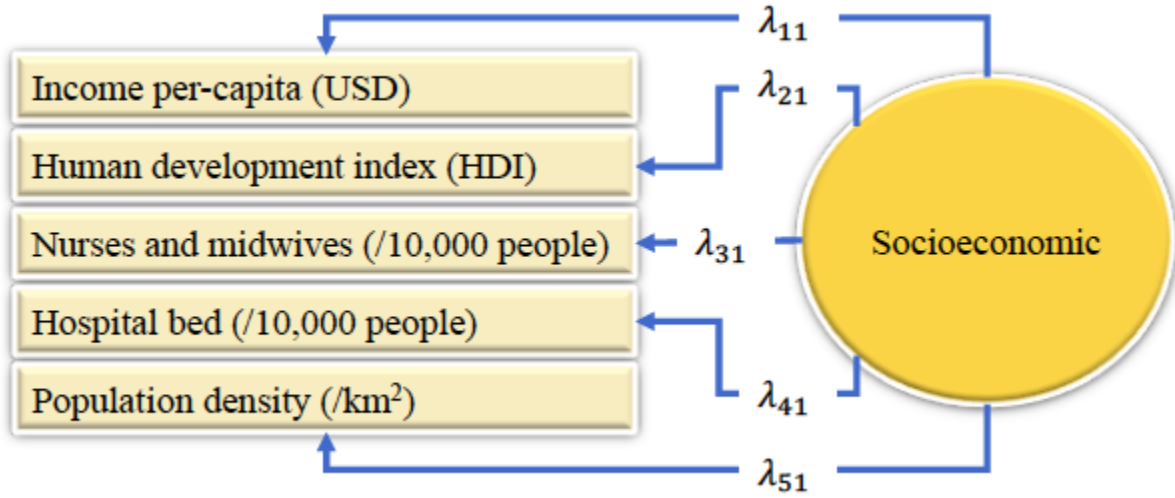 λ₁₁
Income per-capita (USD)
λ₂₁
Human development index (HDI)
Nurses and midwives (/10,000 people)
λ₃₁
Socioeconomic
Hospital bed (/10,000 people)
λ₄₁
Population density (/km²)
λ₅₁